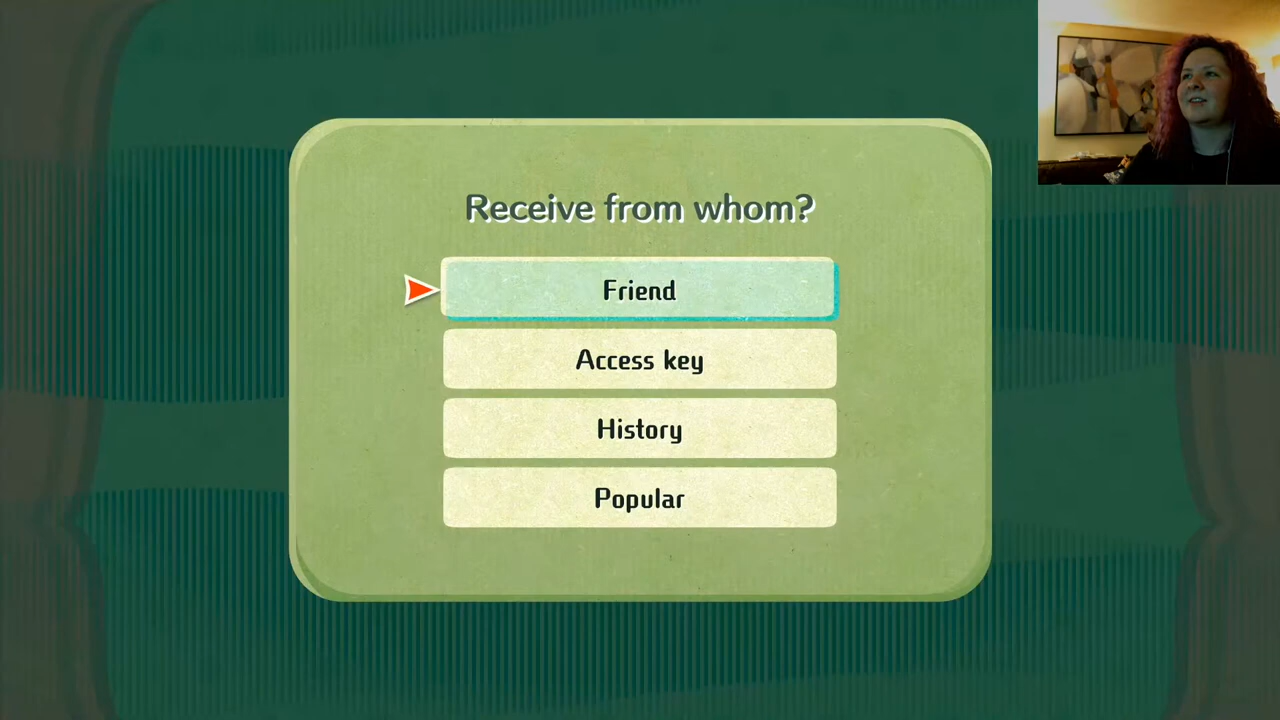 Receive from whom?
Friend
Access key
History
Popular